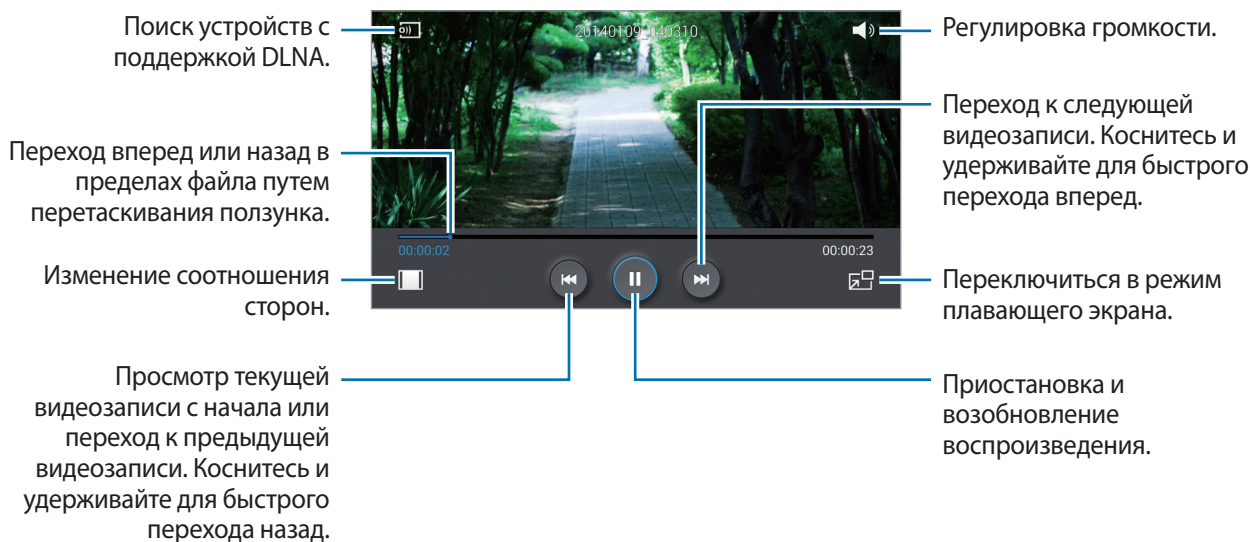 Поиск устройств с
поддержкой DLNA.
Переход вперед или назад в
пределах файла путем
перетаскивания ползунка.
Изменение соотношения
сторон.
Просмотр текущей
видеозаписи с начала или
переход к предыдущей
видеозаписи. Коснитесь и
удерживайте для быстрого
перехода назад.
20140109_040310
00:00:02
00:00:23
Регулировка громкости.
Переход к следующей
видеозаписи. Коснитесь и
удерживайте для быстрого
перехода вперед.
Переключиться в режим
плавающего экрана.
Приостановка и
возобновление
воспроизведения.